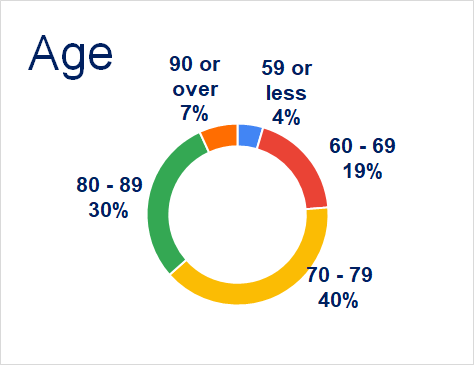 Age
90 or
over
7%
59 or
less
4%
60 - 69
19%
70 - 79
40%
80 - 89
30%